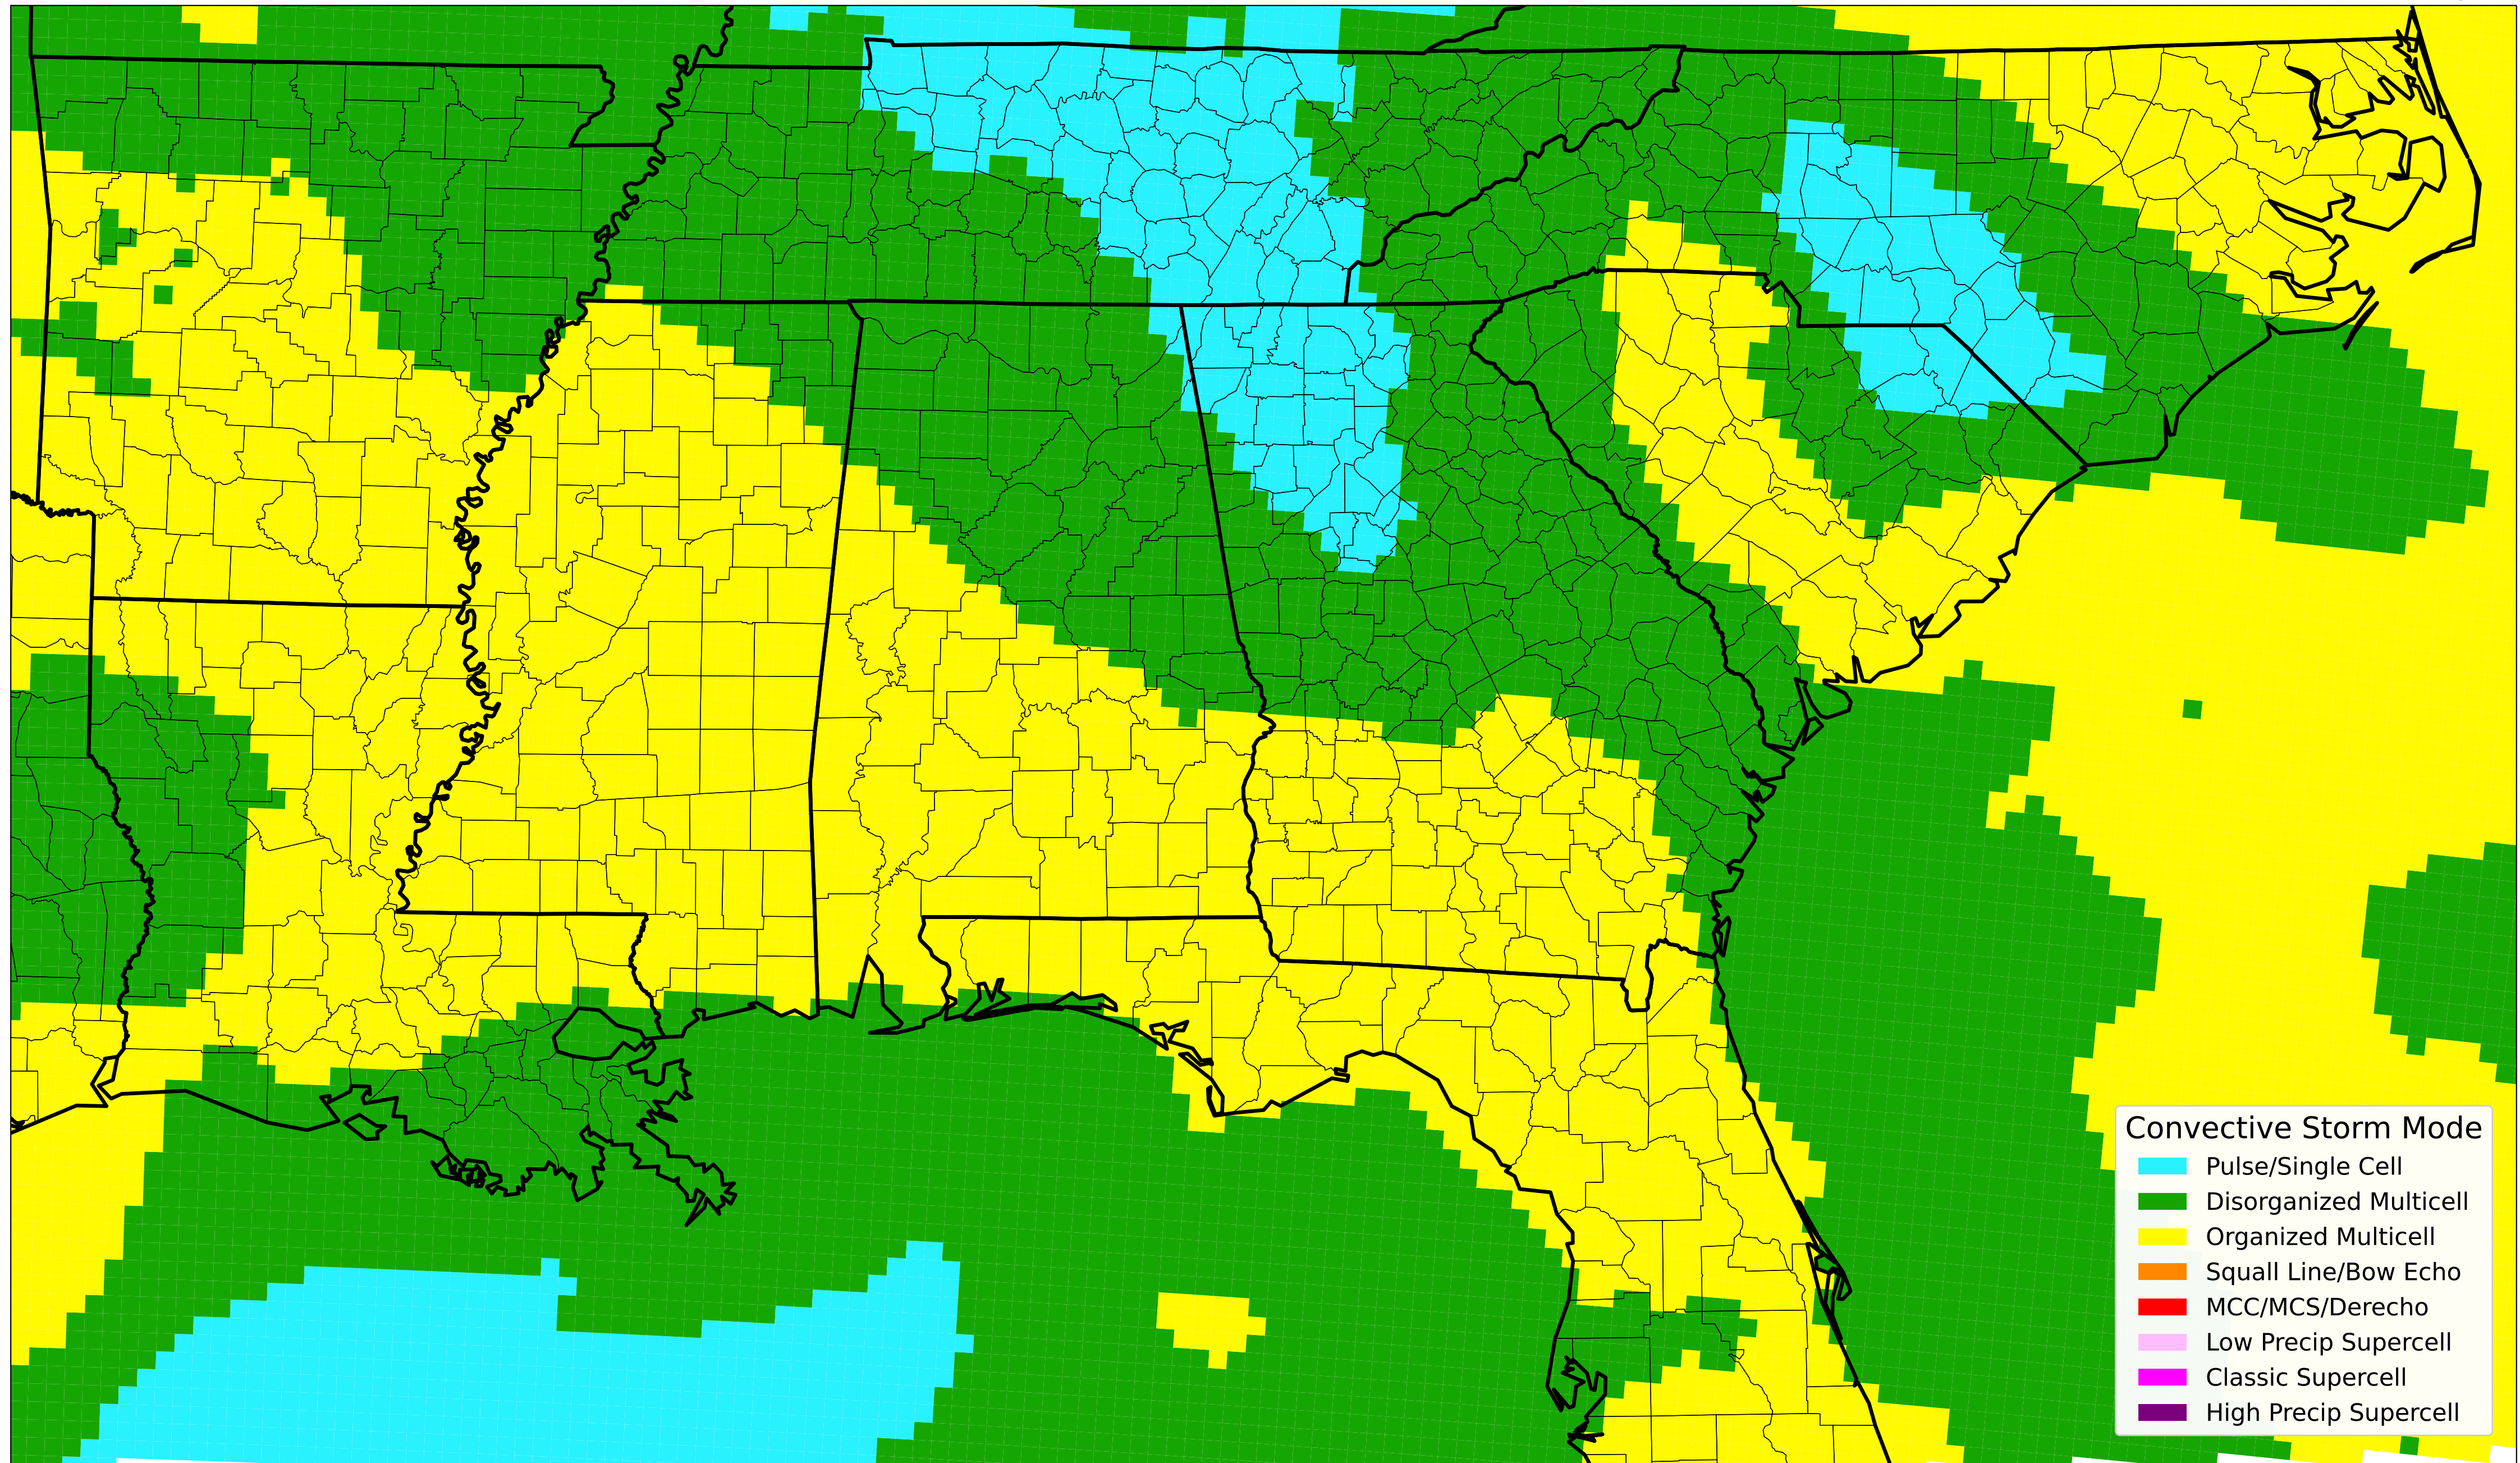 Convective Storm Mode
Pulse/Single Cell
Disorganized Multicell
Organized Multicell
Squall Line/Bow Echo
MCC/MCS/Derecho
Low Precip Supercell
Classic Supercell
High Precip Supercell